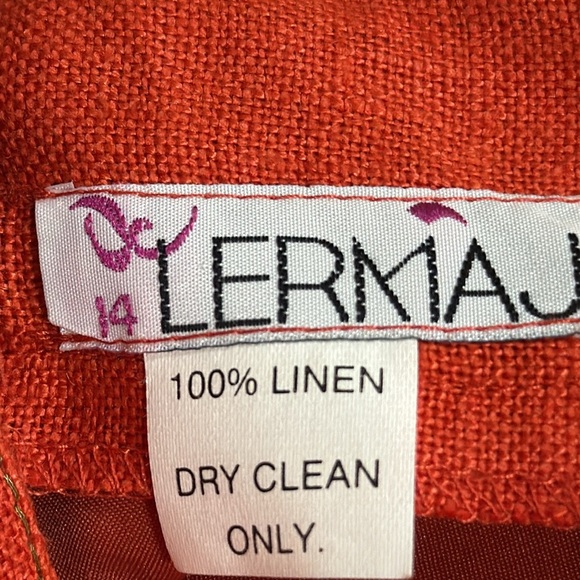 14 LERMAJ
100% LINEN
DRY CLEAN
ONLY.